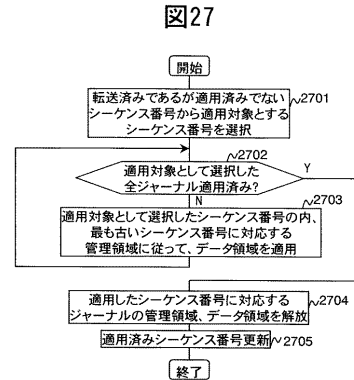 図27
開始
転送済みであるが適用済みでない
シーケンス番号から適用対象とする
シーケンス番号を選択
2701
2702
適用対象として選択した
全ジャーナル適用済み?
Y
N
2703
適用対象として選択したシーケンス番号の内、
最も古いシーケンス番号に対応する
管理領域に従って、データ領域を適用
適用したシーケンス番号に対応する
ジャーナルの管理領域、データ領域を解放
2704
適用済みシーケンス番号更新
2705
終了